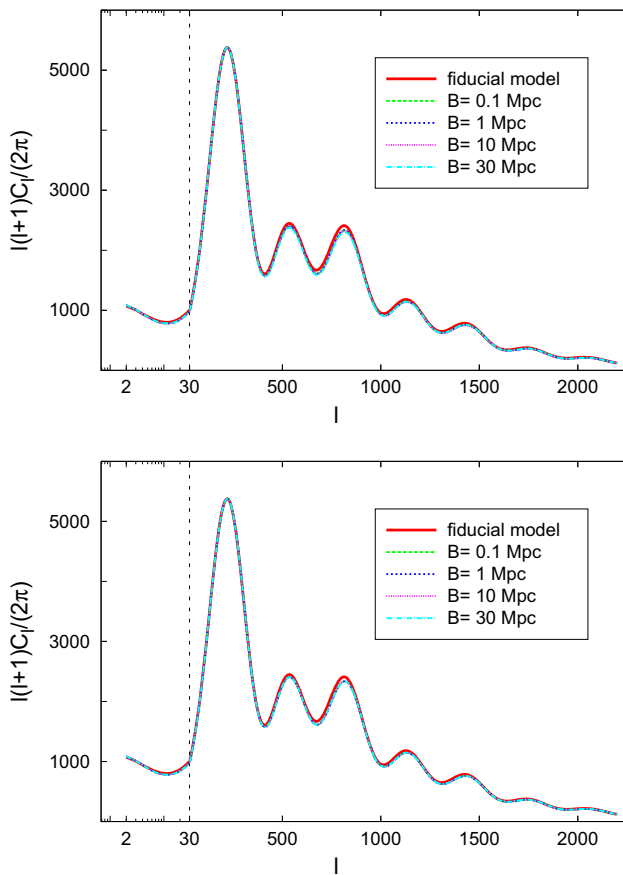 5000
3000
1000
l(l+1)C_l/(2π)
fiducial model
B= 0.1 Mpc
B= 1 Mpc
B= 10 Mpc
B= 30 Mpc
2 30 500 1000 1500 2000
l
5000
3000
1000
l(l+1)C_l/(2π)
fiducial model
B= 0.1 Mpc
B= 1 Mpc
B= 10 Mpc
B= 30 Mpc
2 30 500 1000 1500 2000
l